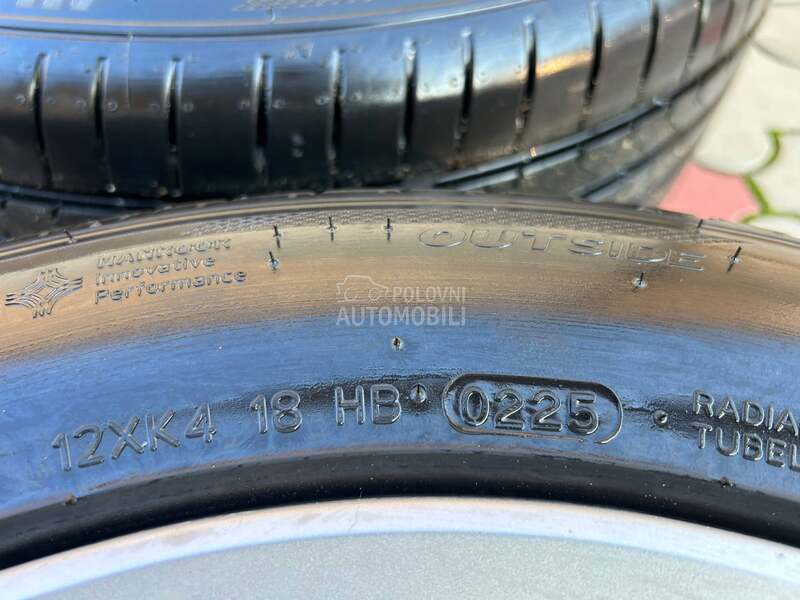 HANKOOK
Innovative
Performance
OUTSIDE
POLOVNI
AUTOMOBILI
12XK4 18 HB 0225
RADIA
TUBEL